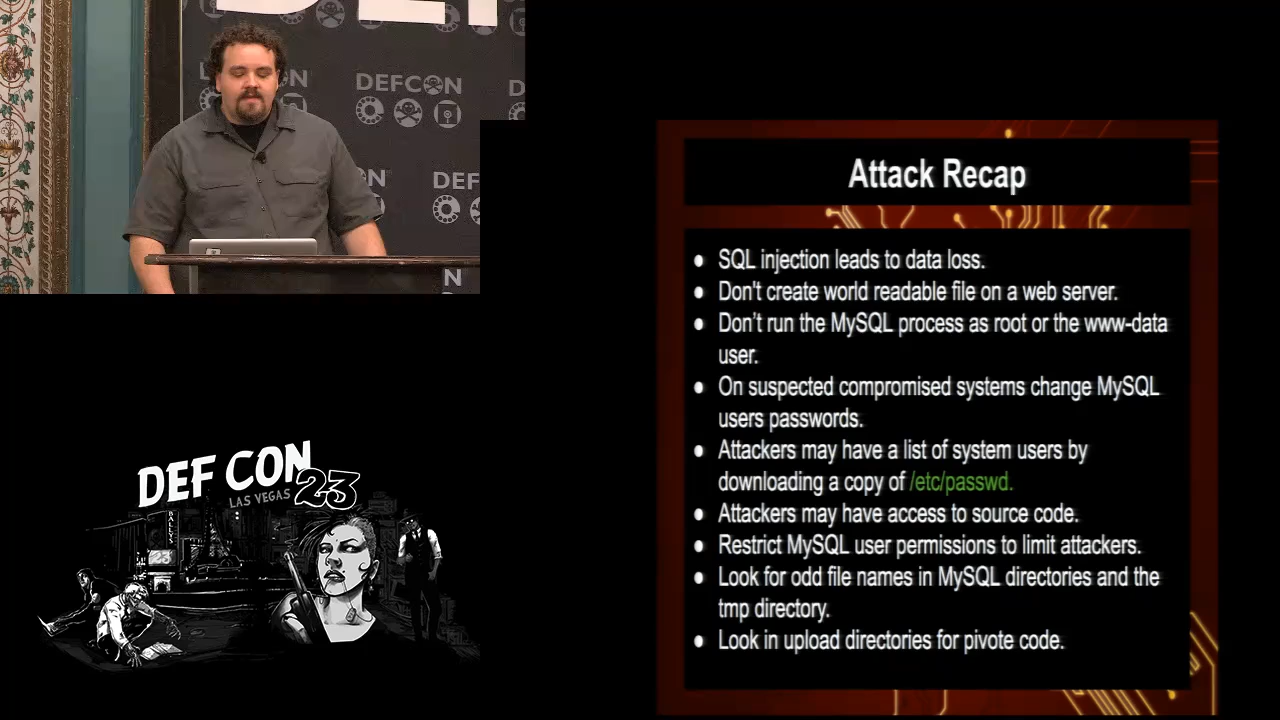 DEFCON
Attack Recap
• SQL injection leads to data loss.
• Don't create world readable file on a web server.
• Don't run the MySQL process as root or the www-data
user.
• On suspected compromised systems change MySQL
users passwords.
• Attackers may have a list of system users by
downloading a copy of /etc/passwd.
• Attackers may have access to source code.
• Restrict MySQL user permissions to limit attackers.
• Look for odd file names in MySQL directories and the
tmp directory.
• Look in upload directories for pivote code.
DEF CON
LAS VEGAS 23
BALLY'S